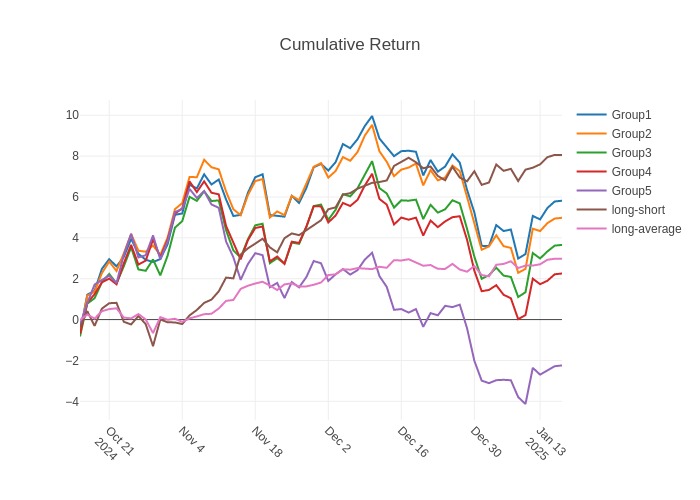 Cumulative Return
10
8
6
4
2
0
−2
−4
Oct 21
2024
Nov 4
Nov 18
Dec 2
Dec 16
Dec 30
Jan 13
2025
Group1
Group2
Group3
Group4
Group5
long-short
long-average